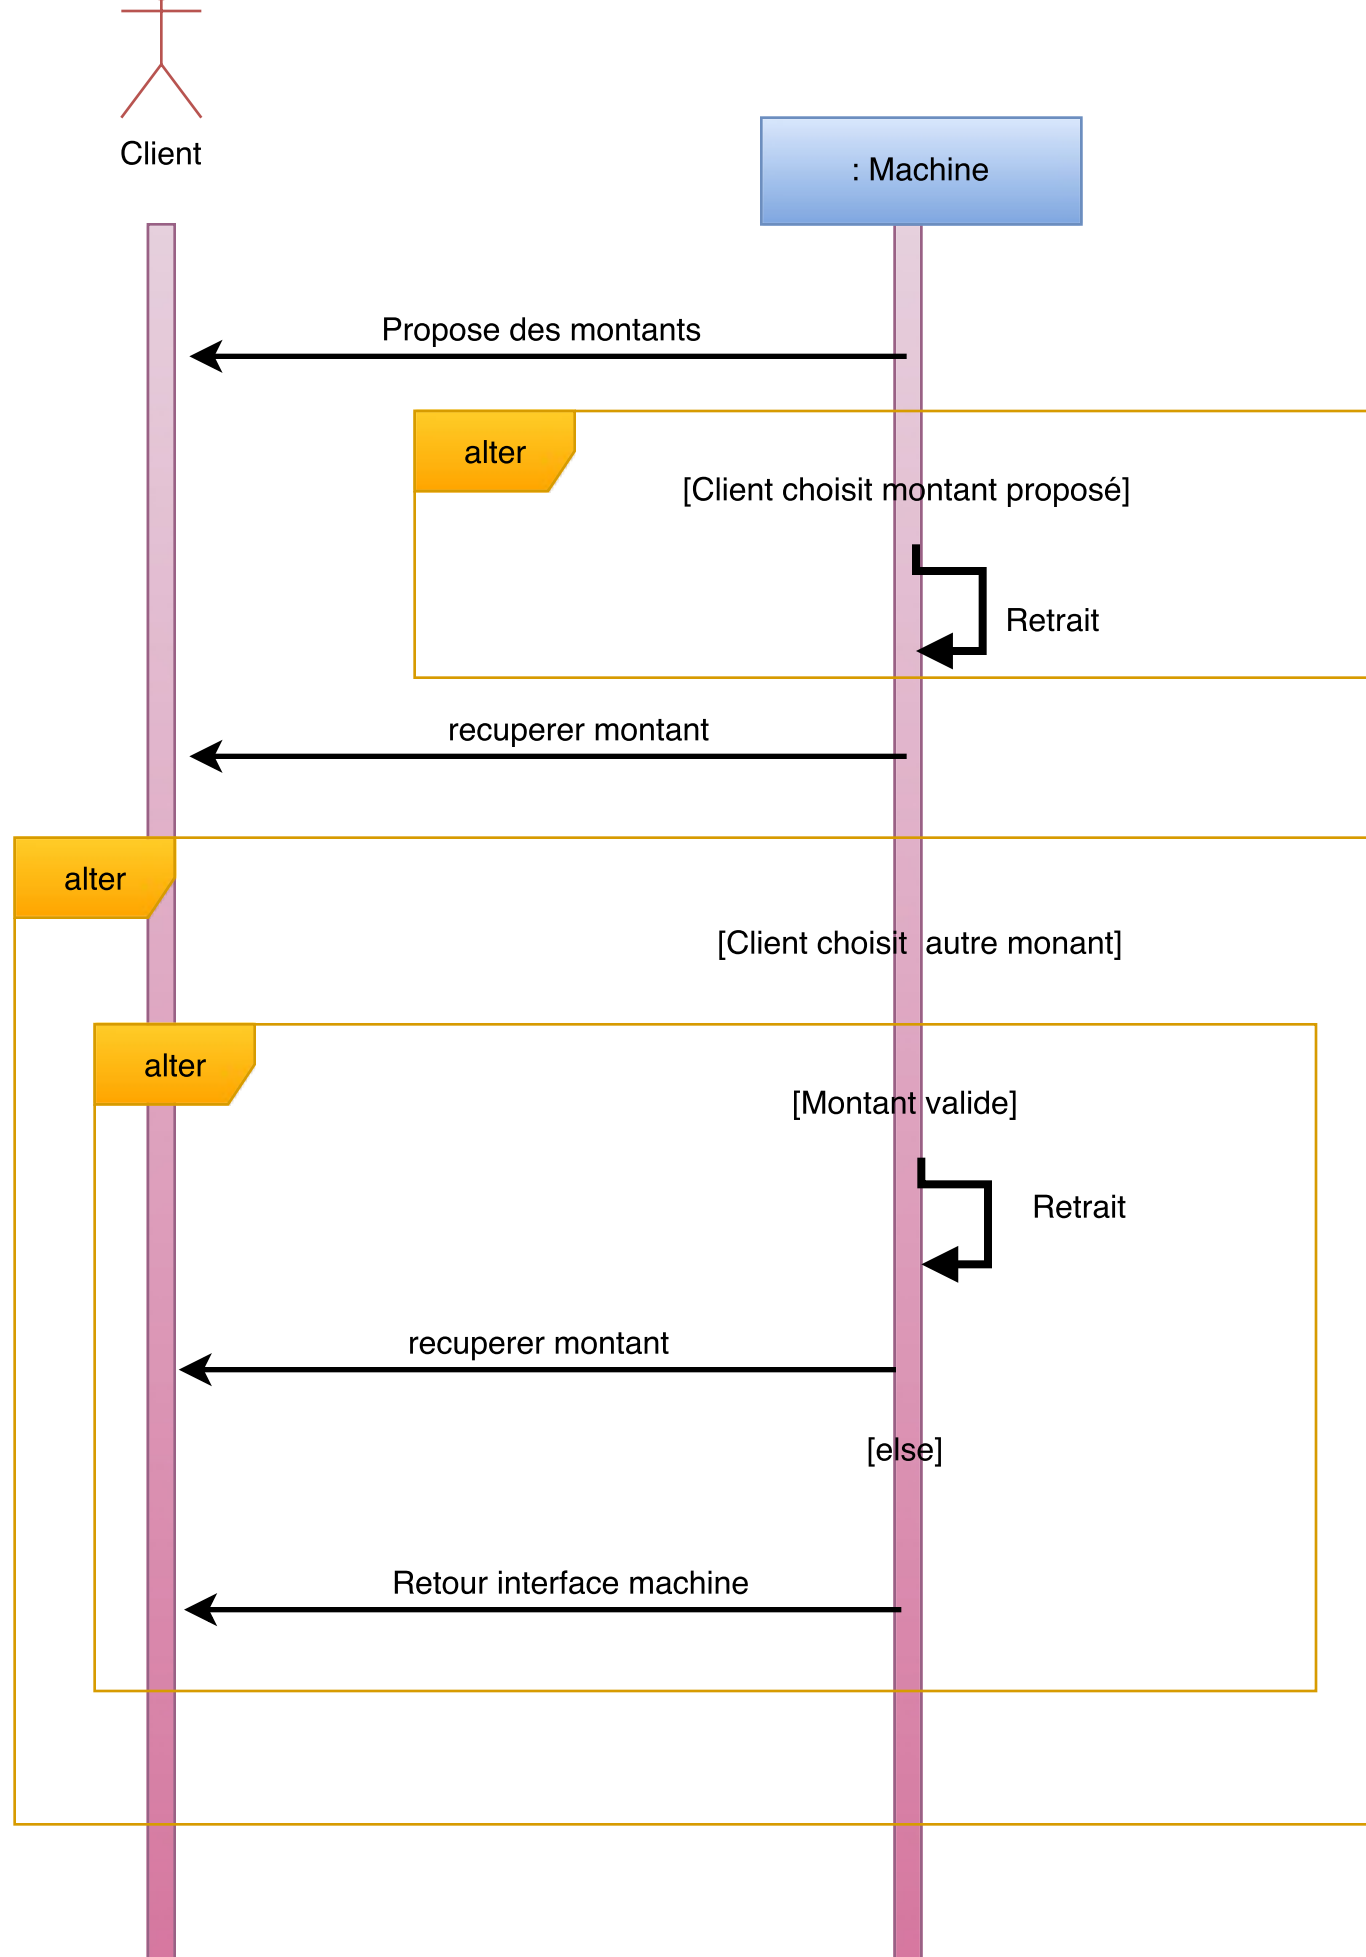 Client
: Machine
Propose des montants
alter
[Client choisit montant proposé]
Retrait
recuperer montant
alter
[Client choisit  autre monant]
alter
[Montant valide]
Retrait
recuperer montant
[else]
Retour interface machine